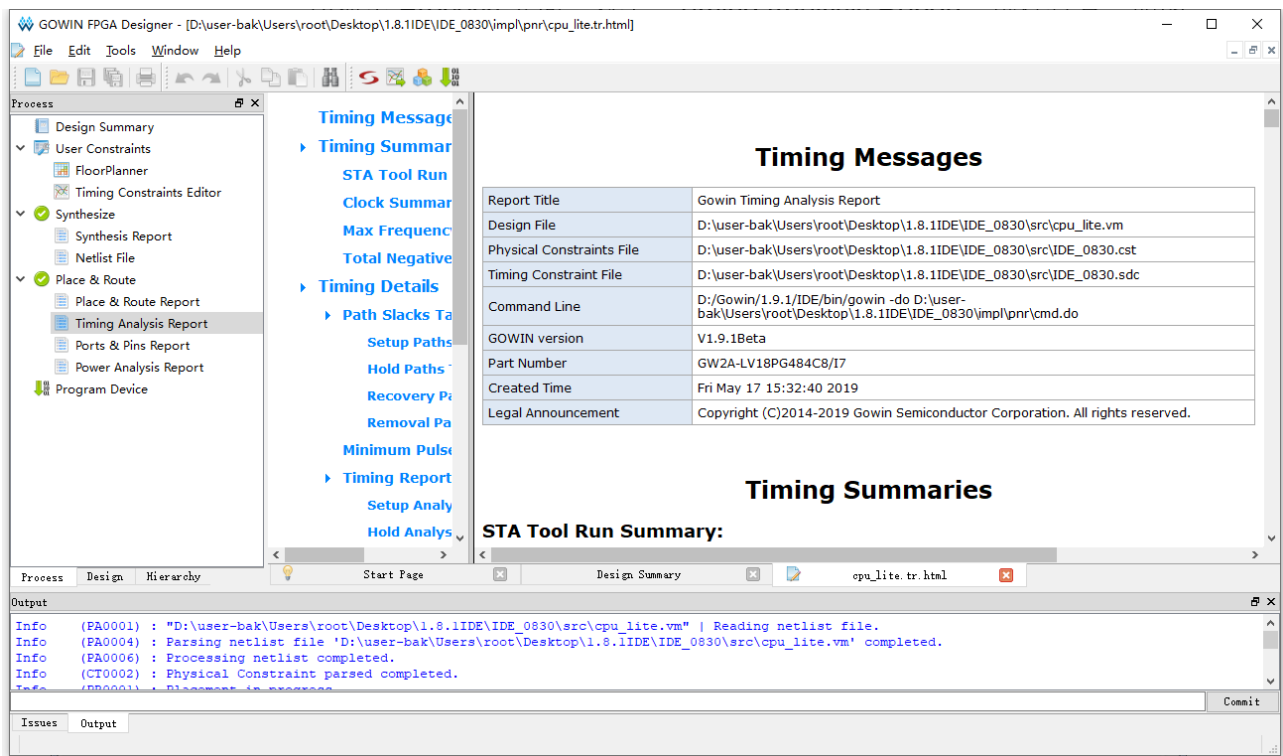 GOWIN FPGA Designer - [D:\user-bak\Users\root\Desktop\1.8.1IDE\IDE_0830\impl\pnr\cpu_lite.tr.html]
File Edit Tools Window Help
Process
Design Summary
User Constraints
FloorPlanner
Timing Constraints Editor
Synthesize
Synthesis Report
Netlist File
Place & Route
Place & Route Report
Timing Analysis Report
Ports & Pins Report
Power Analysis Report
Program Device
Process Design Hierarchy
Timing Message
Timing Summar
STA Tool Run
Clock Summar
Max Frequenc
Total Negative
Timing Details
Path Slacks Ta
Setup Paths
Hold Paths
Recovery Pa
Removal Pa
Minimum Pulse
Timing Report
Setup Analy
Hold Analys
Timing Messages
Report Title Gowin Timing Analysis Report
Design File D:\user-bak\Users\root\Desktop\1.8.1IDE\IDE_0830\src\cpu_lite.vm
Physical Constraints File D:\user-bak\Users\root\Desktop\1.8.1IDE\IDE_0830\src\IDE_0830.cst
Timing Constraint File D:\user-bak\Users\root\Desktop\1.8.1IDE\IDE_0830\src\IDE_0830.sdc
Command Line D:/Gowin/1.9.1/IDE/bin/gowin -do D:\user-
bak\Users\root\Desktop\1.8.1IDE\IDE_0830\impl\pnr\cmd.do
GOWIN version V1.9.1Beta
Part Number GW2A-LV18PG484C8/I7
Created Time Fri May 17 15:32:40 2019
Legal Announcement Copyright (C)2014-2019 Gowin Semiconductor Corporation. All rights reserved.
Timing Summaries
STA Tool Run Summary:
Start Page Design Summary cpu_lite.tr.html
Output
Info (PA0001) : "D:\user-bak\Users\root\Desktop\1.8.1IDE\IDE_0830\src\cpu_lite.vm" | Reading netlist file.
Info (PA0004) : Parsing netlist file 'D:\user-bak\Users\root\Desktop\1.8.1IDE\IDE_0830\src\cpu_lite.vm' completed.
Info (PA0006) : Processing netlist completed.
Info (CT0002) : Physical Constraint parsed completed.
Info (PR0001) : Placement in progress
Commit
Issues Output